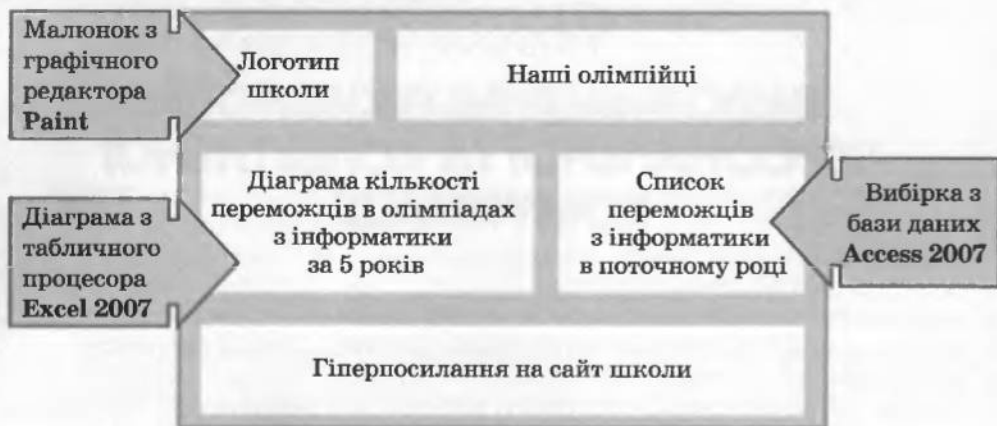 Малюнок з
графічного
редактора
Paint
Логотип
школи
Наші олімпійці
Діаграма з
табличного
процесора
Excel 2007
Діаграма кількості
переможців в олімпіадах
з інформатики
за 5 років
Список
переможців
з інформатики
в поточному році
Вибірка з
бази даних
Access 2007
Гіперпосилання на сайт школи